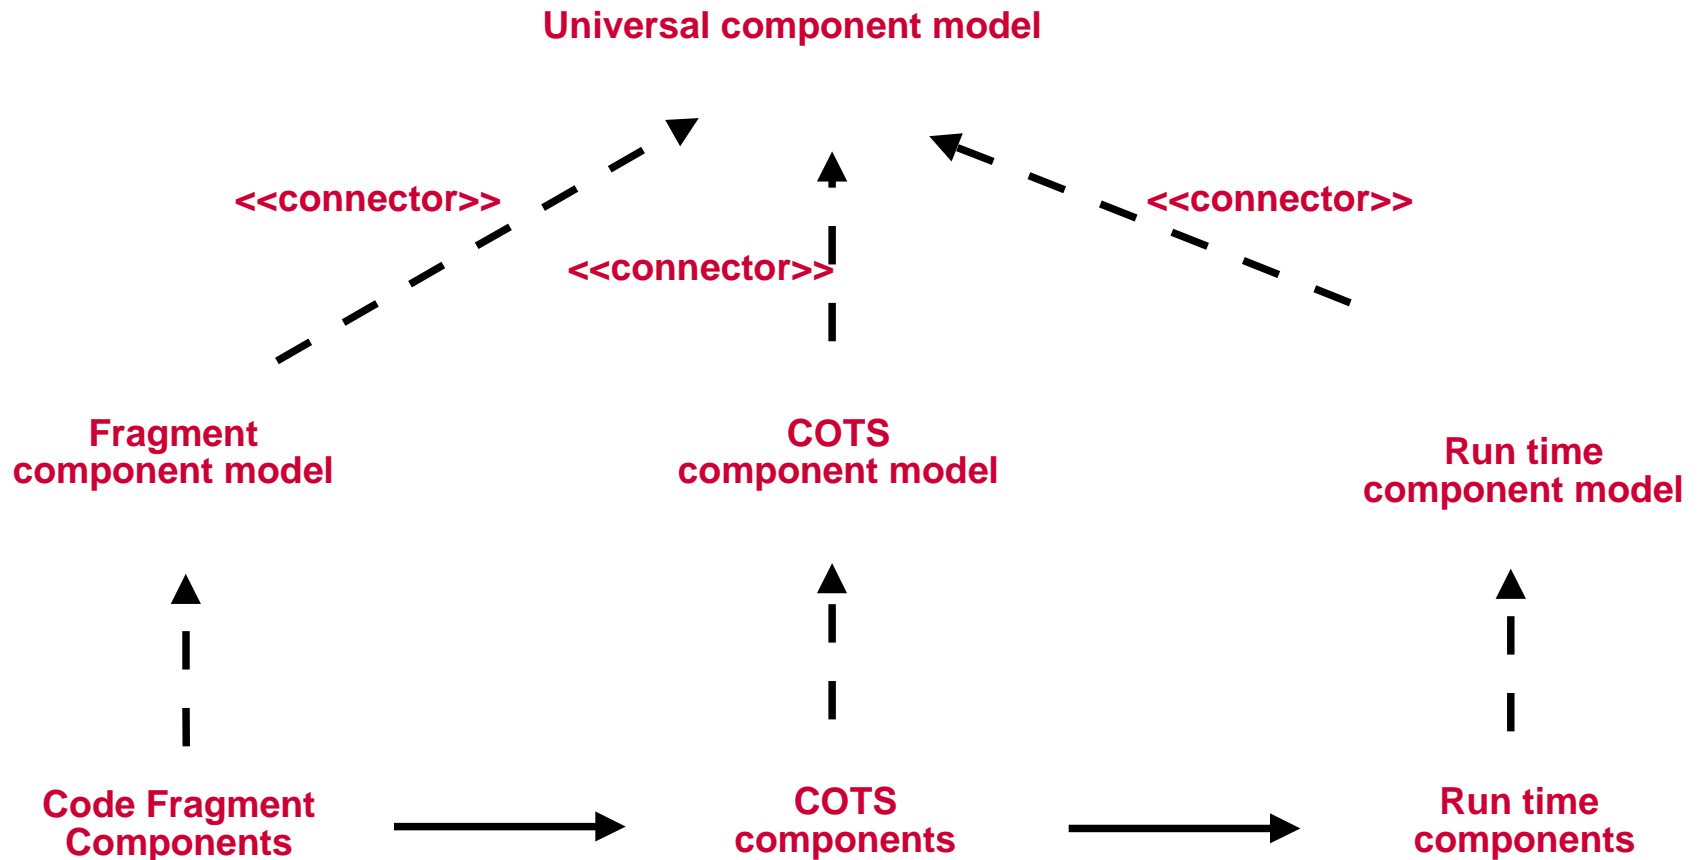 Universal component model
<<connector>>
<<connector>>
<<connector>>
Fragment
component model
COTS
component model
Run time
component model
Code Fragment
Components
COTS
components
Run time
components